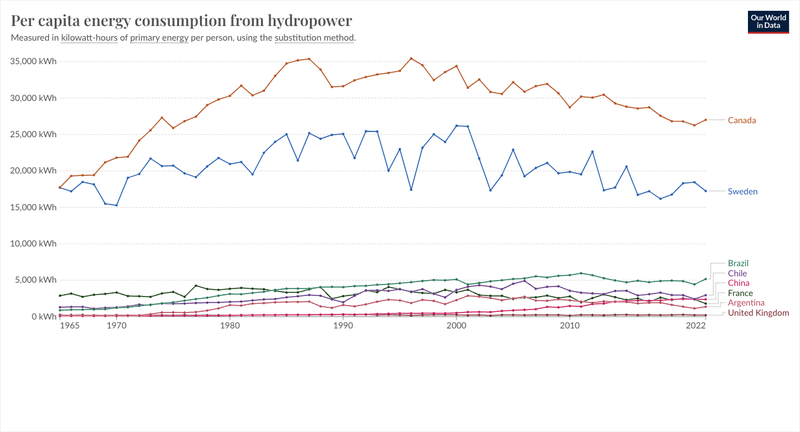 Per capita energy consumption from hydropower
Measured in kilowatt-hours of primary energy per person, using the substitution method.
Our World
in Data
35,000 kWh
30,000 kWh
25,000 kWh
20,000 kWh
15,000 kWh
10,000 kWh
5,000 kWh
0 kWh
1965
1970
1980
1990
2000
2010
2022
Canada
Sweden
Brazil
Chile
China
France
Argentina
United Kingdom